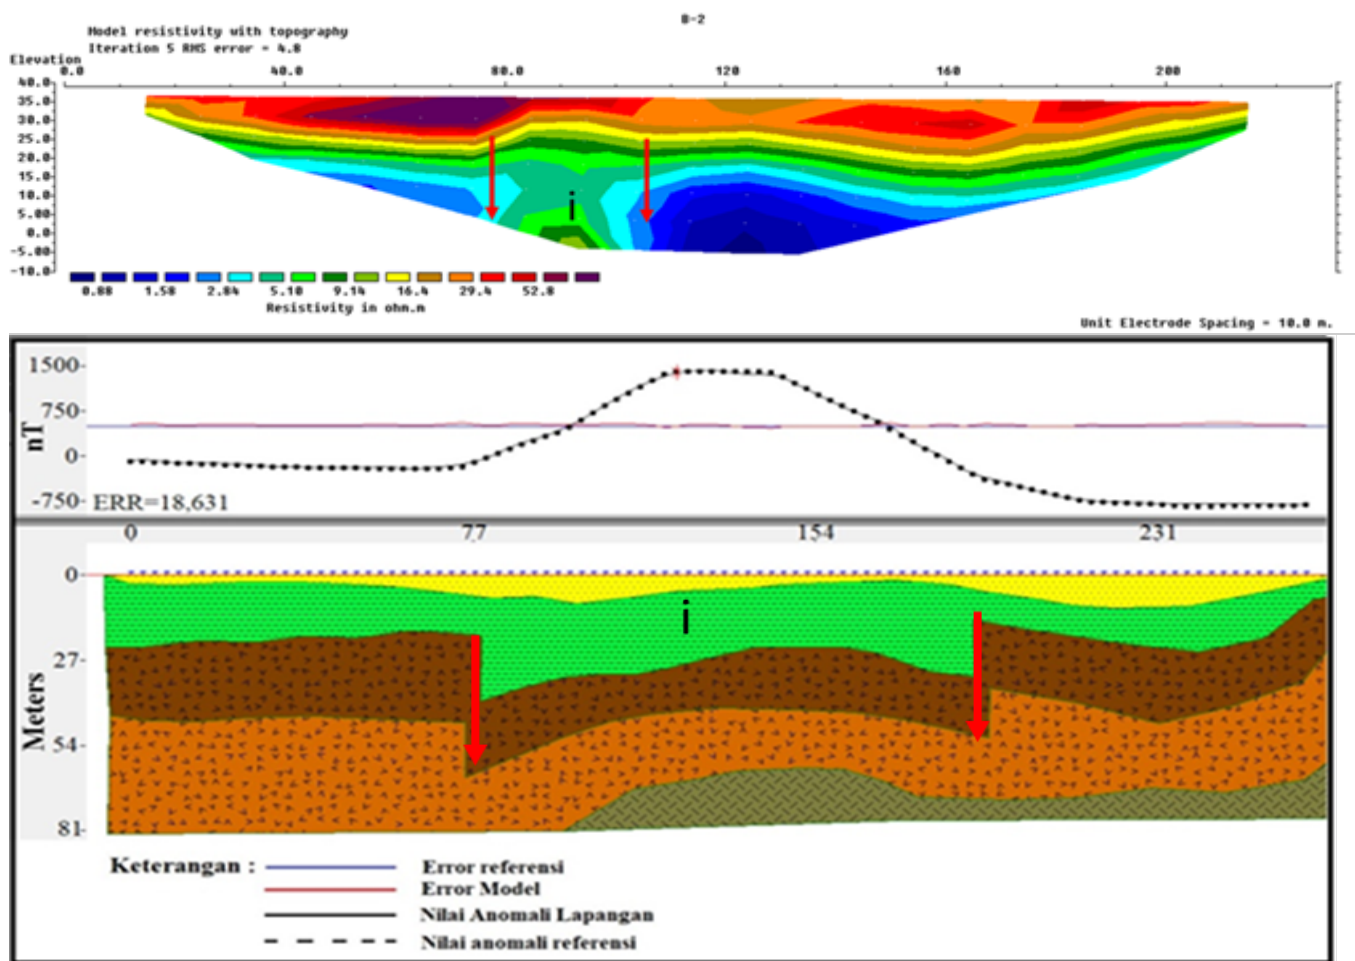 B-2
Model resistivity with topography
Iteration 5 RMS error = 4.8
Elevation
0.0 40.0 80.0 120 160 200
40.0
35.0
30.0
25.0
20.0
15.0
10.0
5.00
0.0
-5.00
-10.0
i
0.88 1.58 2.84 5.10 9.14 16.4 29.4 52.8
Resistivity in ohm.m
Unit Electrode Spacing = 10.0 m.
1500
750
0
-750
nT
ERR=18,631
0 77 154 231
0
27
54
81
Meters
i
Keterangan :
Error referensi
Error Model
Nilai Anomali Lapangan
Nilai anomali referensi